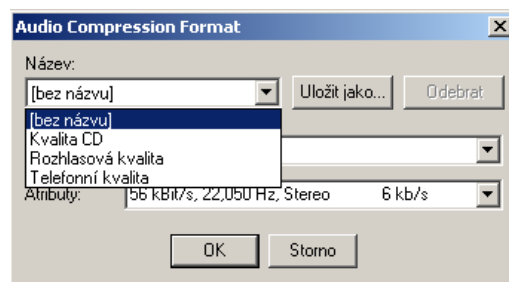 Audio Compression Format
Název:
[bez názvu] Uložit jako... Odebrat
[bez názvu]
Kvalita CD
Rozhlasová kvalita
Telefonní kvalita
Atributy: 56 kBit/s, 22,050 Hz, Stereo 6 kb/s
OK Storno